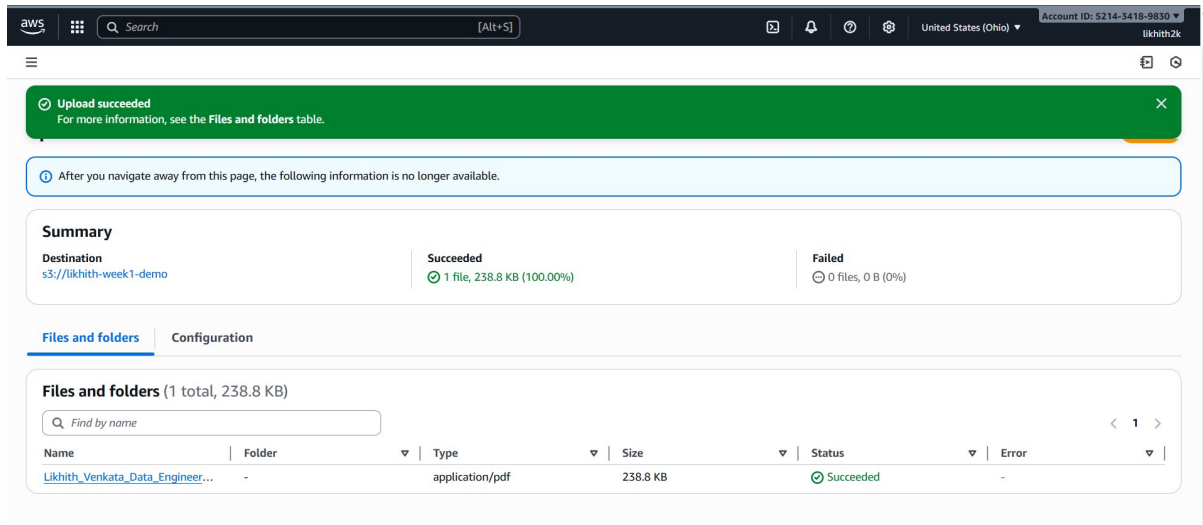 aws
Search [Alt+S]
United States (Ohio)
Account ID: 5214-3418-9830
likhith2k
Upload succeeded
For more information, see the Files and folders table.
After you navigate away from this page, the following information is no longer available.
Summary
Destination
s3://likhith-week1-demo
Succeeded
1 file, 238.8 KB (100.00%)
Failed
0 files, 0 B (0%)
Files and folders
Configuration
Files and folders (1 total, 238.8 KB)
Find by name
1
Name Folder Type Size Status Error
Likhith_Venkata_Data_Engineer... - application/pdf 238.8 KB Succeeded -